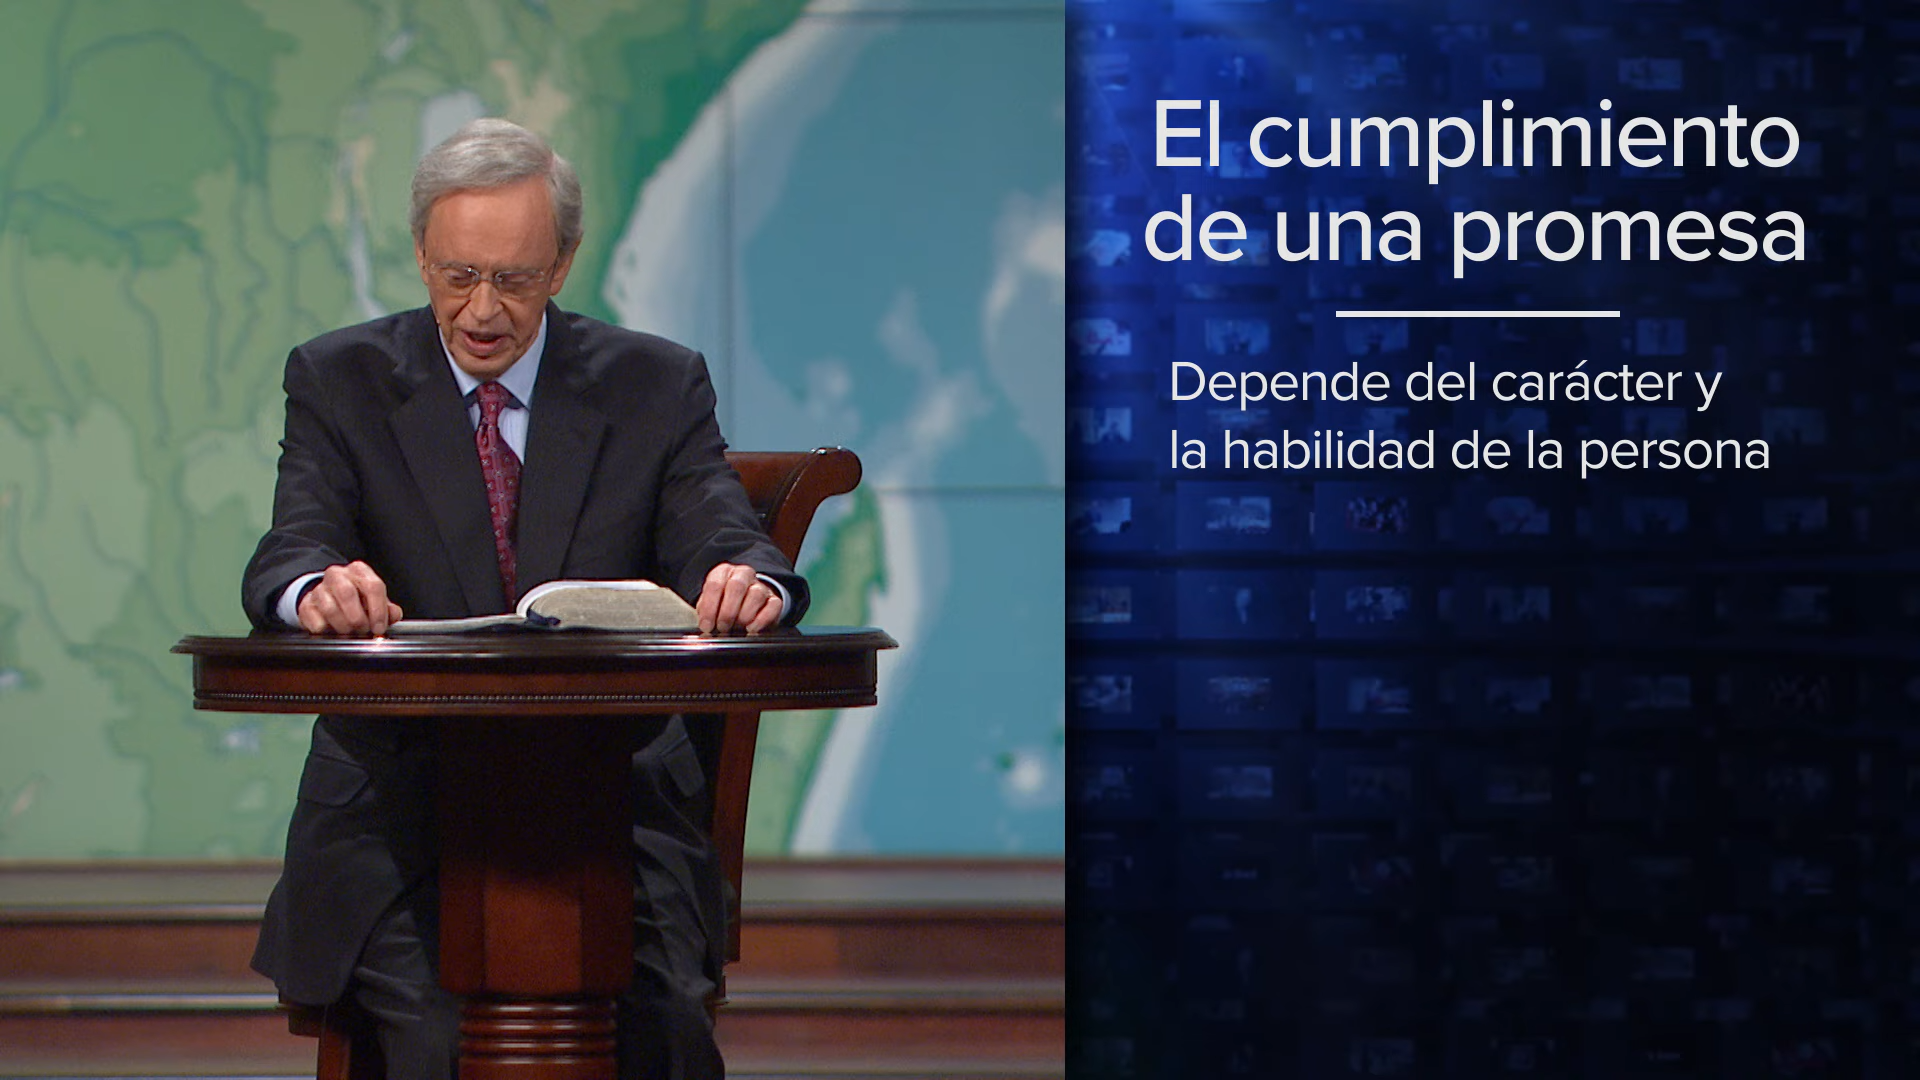 El cumplimiento
de una promesa
Depende del carácter y
la habilidad de la persona